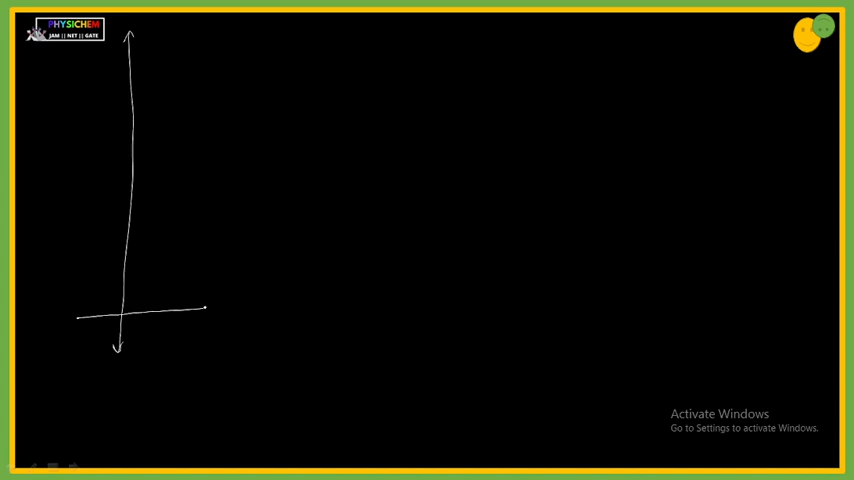 PHYSICHEM
JAM || NET || GATE
Activate Windows
Go to Settings to activate Windows.